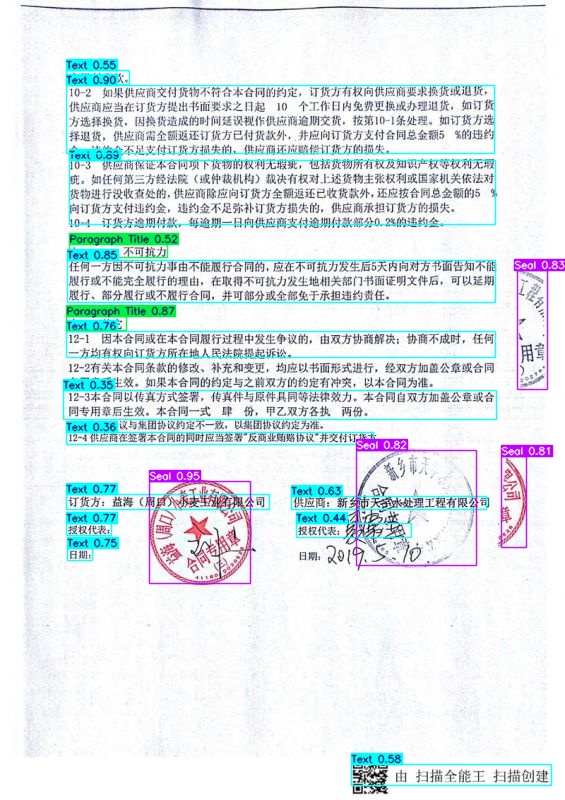 Text 0.55
款。
Text 0.90
10-2 如果供应商交付货物不符合本合同的约定，订货方有权向供应商要求换货或退货，
供应商应当在订货方提出书面要求之日起 10 个工作日内免费更换或办理退货，如订货
方选择换货，因换货造成的时间延误视作供应商逾期交货，按第10-1条处理。如订货方选
择退货，供应商需全额返还订货方已付货款外，并应向订货方支付合同总金额5 %的违约
不足支付订货方损失的，供应商还应赔偿订货方的损失。
Text 0.89
10-3 供应商保证本合同项下货物的权利无瑕疵，包括货物所有权及知识产权等权利无瑕
疵，如任何第三方经法院（或仲裁机构）裁决有权对上述货物主张权利或国家机关依法对
货物进行没收查处的，供应商除应向订货方全额返还已收货款外，还应按合同总金额的5 %
向订货方支付违约金，违约金不足弥补订货方损失的，供应商承担订货方的损失。
10-4 订货方逾期付款，每逾期一日向供应商支付逾期付款部分0.2%的违约金。
Paragraph Title 0.52
不可抗力
Text 0.85
任何一方因不可抗力事由不能履行合同的，应在不可抗力发生后5天内向对方书面告知不能
履行或不能完全履行的理由，在取得不可抗力发生地相关部门书面证明文件后，可以延期
履行、部分履行或不履行合同，并可部分或全部免于承担违约责任。
Seal 0.83
用章
Paragraph Title 0.87
Text 0.76
12-1 因本合同或在本合同履行过程中发生争议的，由双方协商解决；协商不成时，任何
一方均有权向订货方所在地人民法院提起诉讼。
12-2有关本合同条款的修改、补充和变更，均应以书面形式进行，经双方加盖公章或合同
生效。如果本合同的约定与之前双方的约定有冲突，以本合同为准。
Text 0.35
12-3本合同以传真方式签署，传真件与原件具同等法律效力。本合同自双方加盖公章或合
同专用章后生效。本合同一式 肆 份，甲乙双方各执 两份。
Text 0.36
议与集团协议约定不一致，以集团协议约定为准。
12-4 供应商在签署本合同的同时应当签署"反商业贿赂协议"并交付订货方
Seal 0.82
新乡市天
Seal 0.81
公司
章
Seal 0.95
合同专用章
Text 0.77
订货方：益海（周口）小麦工业有限公司
Text 0.63
供应商：新乡市天 水处理工程有限公司
Text 0.77
授权代表：
Text 0.44
授权代表：
Text 0.75
日期：
日期：2019.5.10
Text 0.58
由 扫描全能王 扫描创建